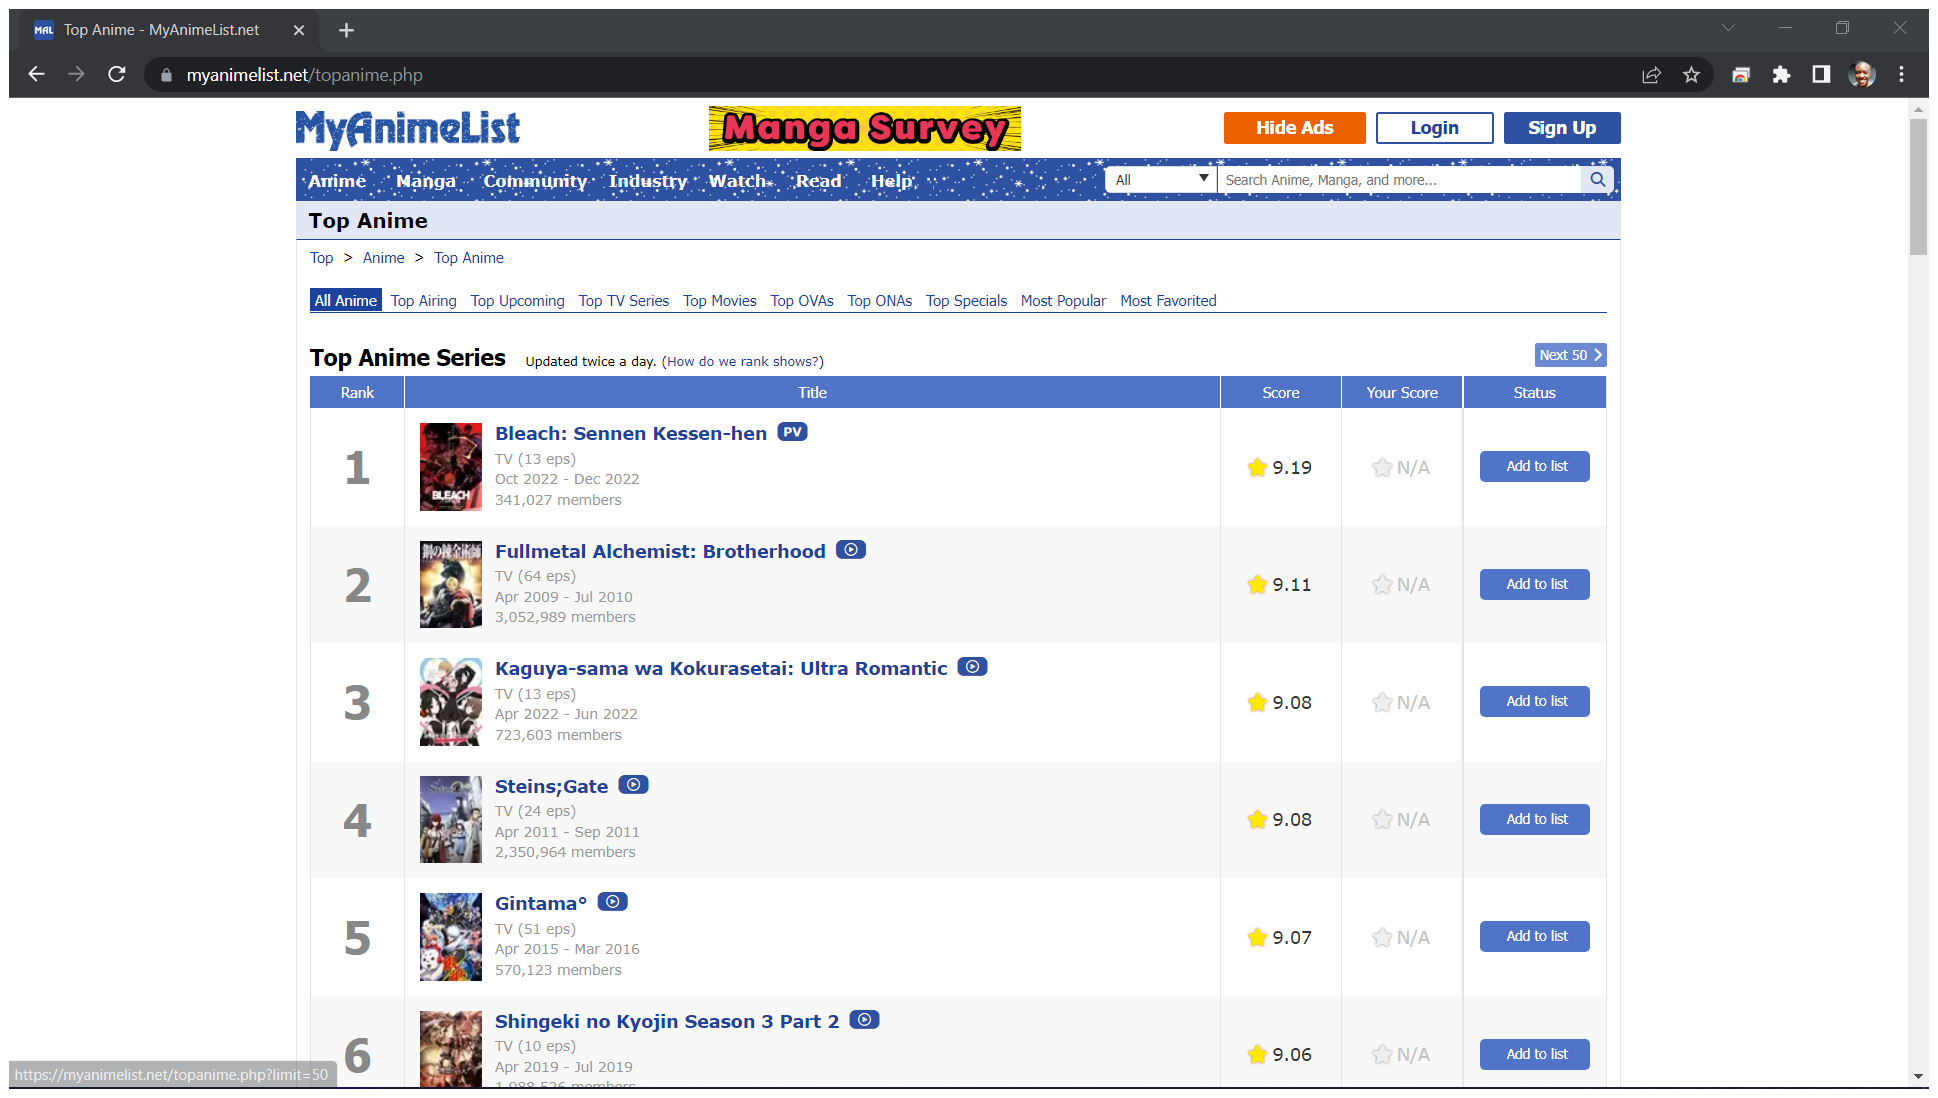 MAL Top Anime - MyAnimeList.net
myanimelist.net/topanime.php
MyAnimeList
Manga Survey
Hide Ads
Login
Sign Up
Anime Manga Community Industry Watch Read Help
All
Search Anime, Manga, and more...
Top Anime
Top > Anime > Top Anime
All Anime Top Airing Top Upcoming Top TV Series Top Movies Top OVAs Top ONAs Top Specials Most Popular Most Favorited
Top Anime Series Updated twice a day. (How do we rank shows?) Next 50
Rank Title Score Your Score Status
1
BLEACH
Bleach: Sennen Kessen-hen PV
TV (13 eps)
Oct 2022 - Dec 2022
341,027 members
9.19 N/A Add to list
2
鋼の錬金術師
Fullmetal Alchemist: Brotherhood
TV (64 eps)
Apr 2009 - Jul 2010
3,052,989 members
9.11 N/A Add to list
3
Kaguya-sama wa Kokurasetai: Ultra Romantic
TV (13 eps)
Apr 2022 - Jun 2022
723,603 members
9.08 N/A Add to list
4
Steins;Gate
TV (24 eps)
Apr 2011 - Sep 2011
2,350,964 members
9.08 N/A Add to list
5
Gintama°
TV (51 eps)
Apr 2015 - Mar 2016
570,123 members
9.07 N/A Add to list
6
Shingeki no Kyojin Season 3 Part 2
TV (10 eps)
Apr 2019 - Jul 2019
1,988,526 members
9.06 N/A Add to list
https://myanimelist.net/topanime.php?limit=50